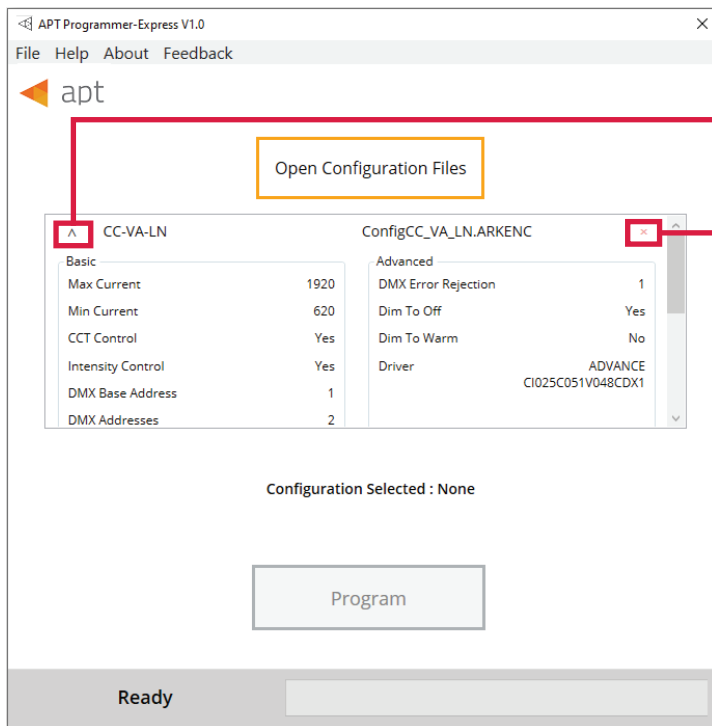 APT Programmer-Express V1.0
File Help About Feedback
apt
Open Configuration Files
CC-VA-LN ConfigCC_VA_LN.ARKENC
Basic
Max Current 1920
Min Current 620
CCT Control Yes
Intensity Control Yes
DMX Base Address 1
DMX Addresses 2
Advanced
DMX Error Rejection 1
Dim To Off Yes
Dim To Warm No
Driver ADVANCE
CI025C051V048CDX1
Configuration Selected : None
Program
Ready